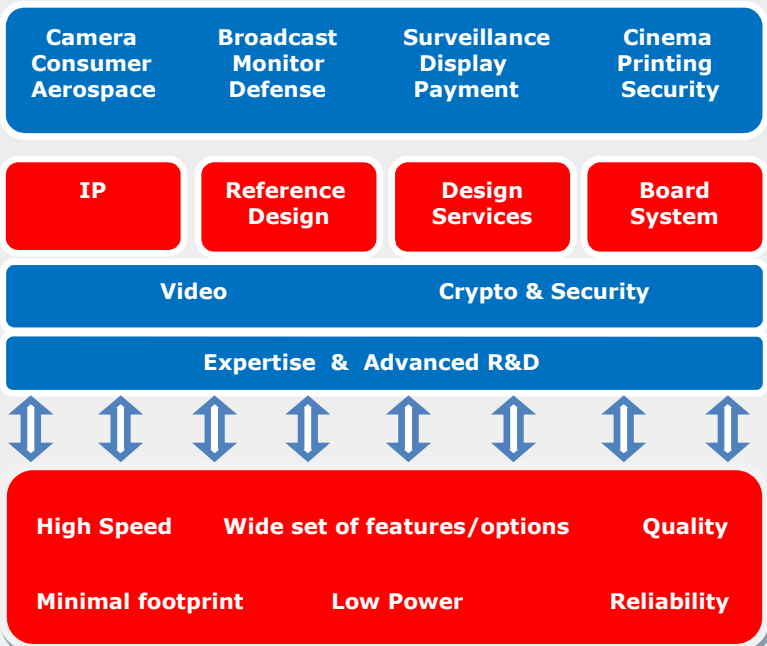 Camera Broadcast Surveillance Cinema
Consumer Monitor Display Printing
Aerospace Defense Payment Security
IP Reference Design Board
Design Services System
Video Crypto & Security
Expertise & Advanced R&D
High Speed Wide set of features/options Quality
Minimal footprint Low Power Reliability